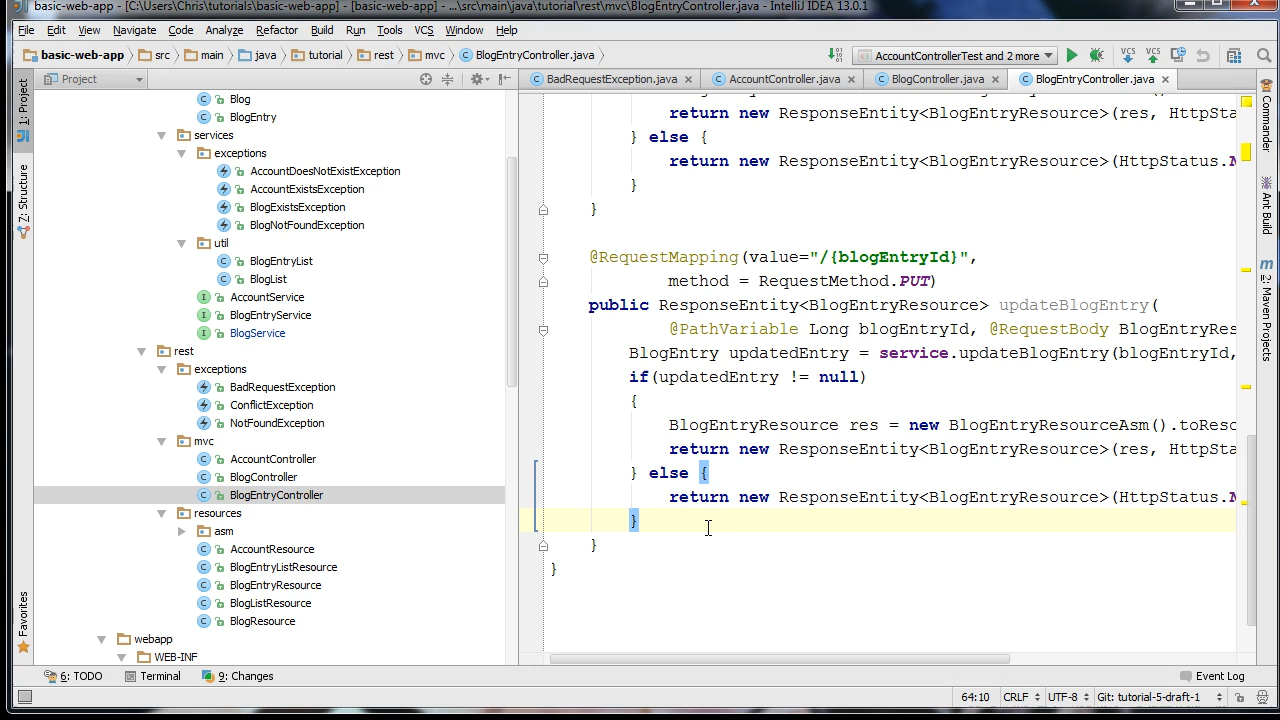 basic-web-app - [C:\Users\Chris\tutorials\basic-web-app] - [basic-web-app] - ...\src\main\java\tutorial\rest\mvc\BlogEntryController.java - IntelliJ IDEA 13.0.1
File Edit View Navigate Code Analyze Refactor Build Run Tools VCS Window Help
basic-web-app src main java tutorial rest mvc BlogEntryController.java AccountControllerTest and 2 more VCS VCS
Project BadRequestException.java AccountController.java BlogController.java BlogEntryController.java
1: Project
7: Structure
Favorites
Blog
BlogEntry
services
exceptions
AccountDoesNotExistException
AccountExistsException
BlogExistsException
BlogNotFoundException
util
BlogEntryList
BlogList
AccountService
BlogEntryService
BlogService
rest
exceptions
BadRequestException
ConflictException
NotFoundException
mvc
AccountController
BlogController
BlogEntryController
resources
asm
AccountResource
BlogEntryListResource
BlogEntryResource
BlogListResource
BlogResource
webapp
WEB-INF
return new ResponseEntity<BlogEntryResource>(res, HttpSta
} else {
return new ResponseEntity<BlogEntryResource>(HttpStatus.N
}
}
@RequestMapping(value="/{blogEntryId}",
method = RequestMethod.PUT)
public ResponseEntity<BlogEntryResource> updateBlogEntry(
@PathVariable Long blogEntryId, @RequestBody BlogEntryRes
BlogEntry updatedEntry = service.updateBlogEntry(blogEntryId,
if(updatedEntry != null)
{
BlogEntryResource res = new BlogEntryResourceAsm().toReso
return new ResponseEntity<BlogEntryResource>(res, HttpSta
} else {
return new ResponseEntity<BlogEntryResource>(HttpStatus.N
}
}
}
Commander
Ant Build
Maven Projects
6: TODO Terminal 9: Changes Event Log
64:10 CRLF UTF-8 Git: tutorial-5-draft-1